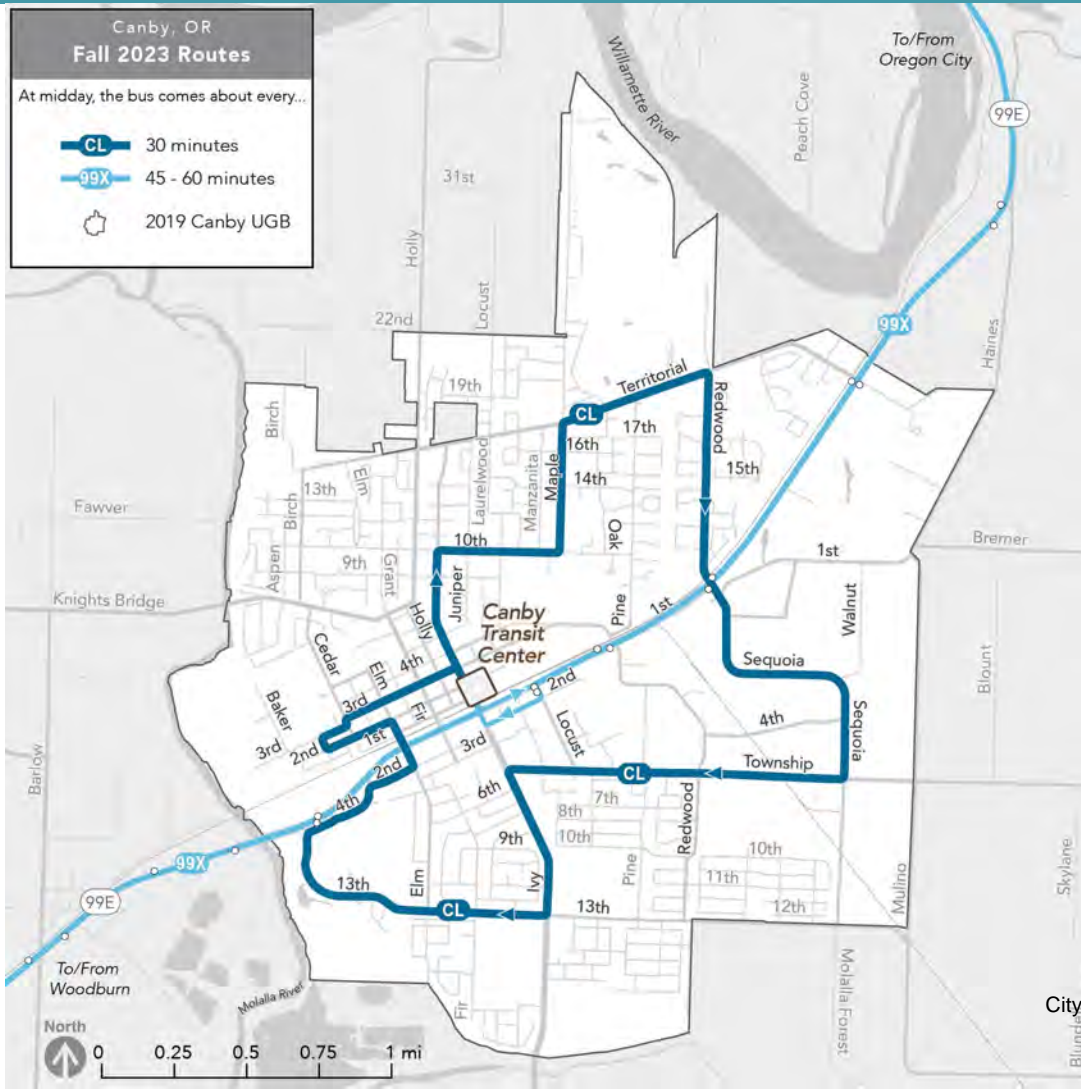 Canby, OR
Fall 2023 Routes
At midday, the bus comes about every...
CL 30 minutes
99X 45 - 60 minutes
2019 Canby UGB
To/From
Oregon City
Willamette River
Peach Cove
99E
31st
Holly
Locust
22nd
99X
Haines
19th
Territorial
Redwood
CL
17th
16th
Birch
Elm
Laurelwood
Manzanita
Maple
14th
15th
13th
Fawver
Birch
Oak
10th
1st
Bremer
Aspen
9th
Grant
Juniper
Knights Bridge
Holly
Pine
1st
Walnut
Canby
Transit
Center
Cedar
Elm
4th
Sequoia
Blount
3rd
Fir
2nd
Baker
3rd
2nd
1st
3rd
Locust
4th
Sequoia
Barlow
2nd
CL
Township
4th
6th
7th
8th
Redwood
10th
9th
Pine
10th
99X
11th
Skylane
13th
Elm
Ivy
12th
Mulino
99E
CL
13th
To/From
Woodburn
Molalla River
Fir
Molalla Forest
City
Blunde
North
0 0.25 0.5 0.75 1 mi